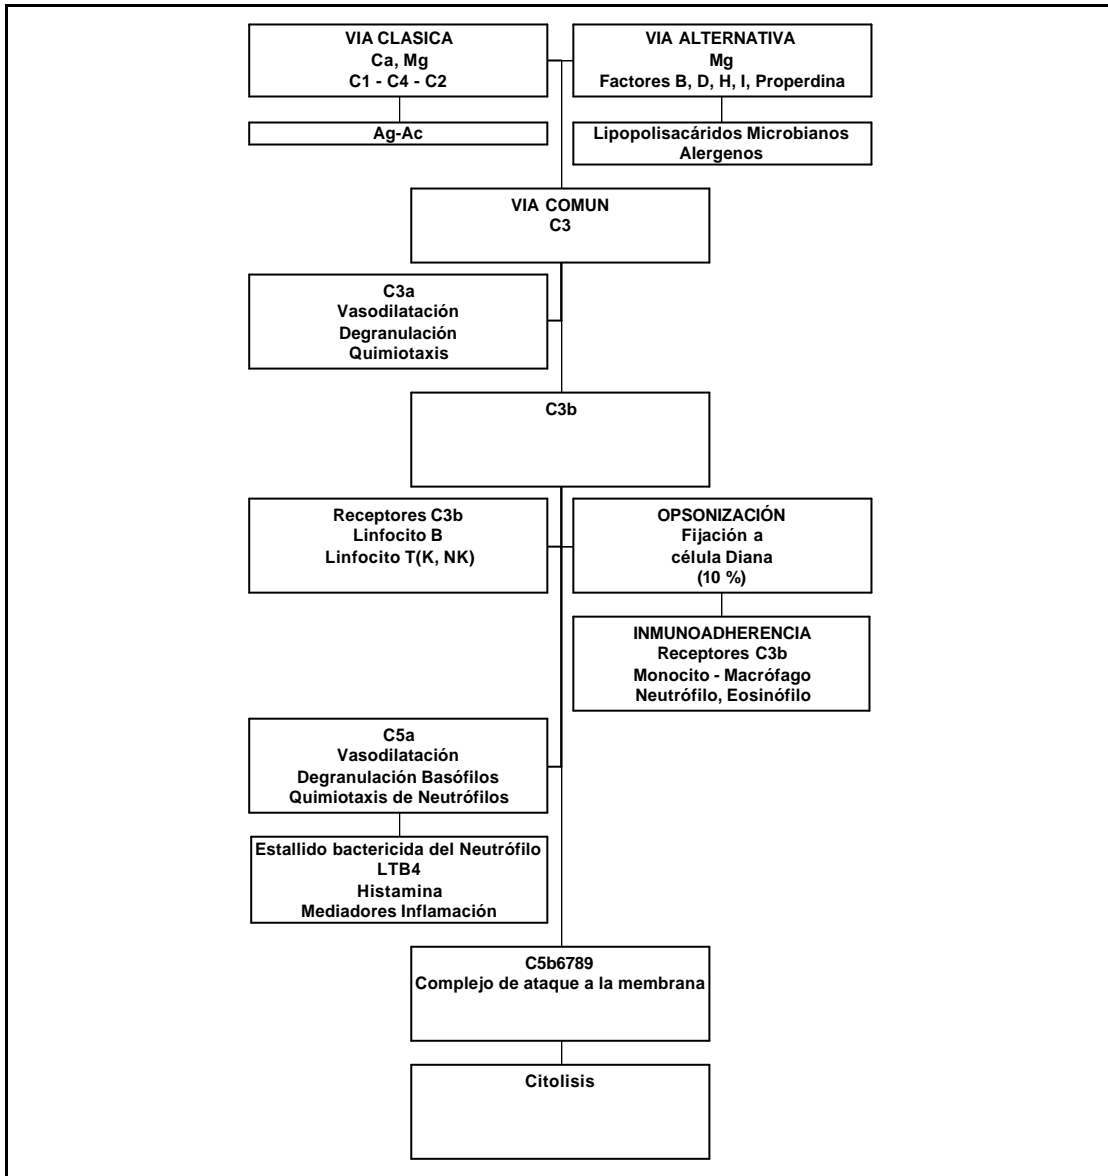 VIA CLASICA
Ca, Mg
C1 - C4 - C2
VIA ALTERNATIVA
Mg
Factores B, D, H, I, Properdina
Ag-Ac
Lipopolisacáridos Microbianos
Alergenos
VIA COMUN
C3
C3a
Vasodilatación
Degranulación
Quimiotaxis
C3b
Receptores C3b
Linfocito B
Linfocito T(K, NK)
OPSONIZACIÓN
Fijación a
célula Diana
(10 %)
INMUNOADHERENCIA
Receptores C3b
Monocito - Macrófago
Neutrófilo, Eosinófilo
C5a
Vasodilatación
Degranulación Basófilos
Quimiotaxis de Neutrófilos
Estallido bactericida del Neutrófilo
LTB4
Histamina
Mediadores Inflamación
C5b6789
Complejo de ataque a la membrana
Citolisis